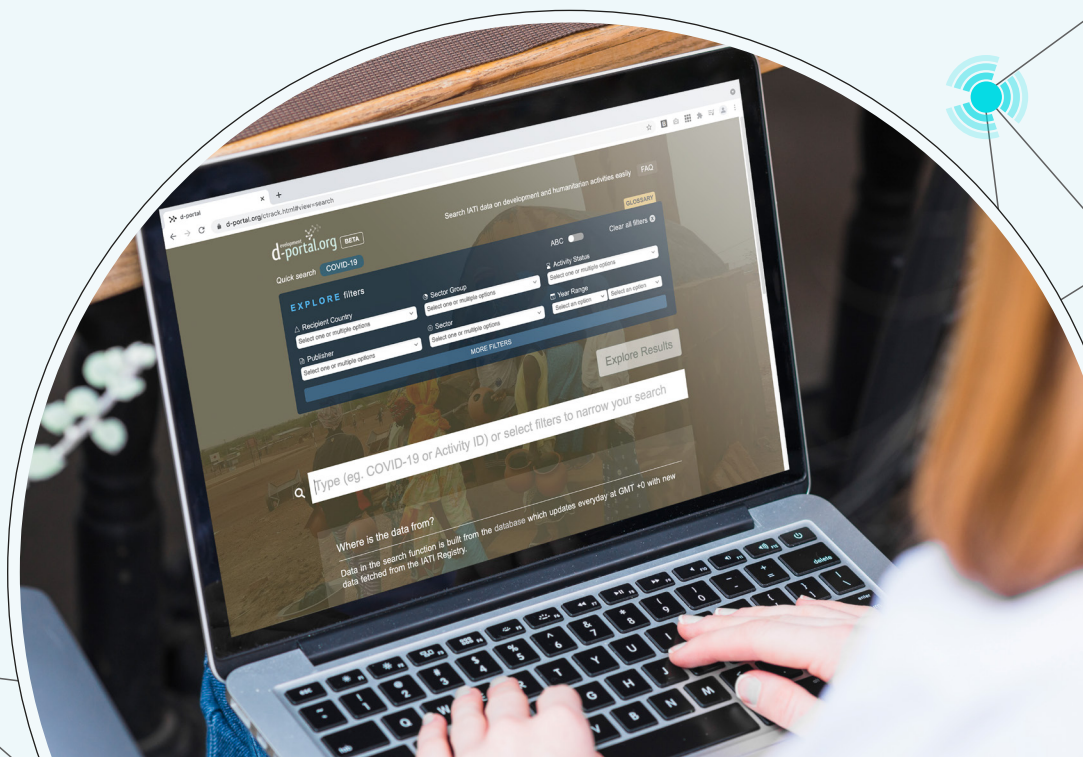 d-portal
d-portal.org/ctrack.html#view=search
Search IATI data on development and humanitarian activities easily
FAQ
GLOSSARY
development
d-portal.org
BETA
Quick search
COVID-19
ABC
Clear all filters
EXPLORE filters
Recipient Country
Select one or multiple options
Sector Group
Select one or multiple options
Activity Status
Select one or multiple options
Publisher
Select one or multiple options
Sector
Select one or multiple options
Year Range
Select an option
Select an option
MORE FILTERS
Explore Results
Type (eg. COVID-19 or Activity ID) or select filters to narrow your search
Where is the data from?
Data in the search function is built from the database which updates everyday at GMT +0 with new
data fetched from the IATI Registry.
esc
delete
enter
tab